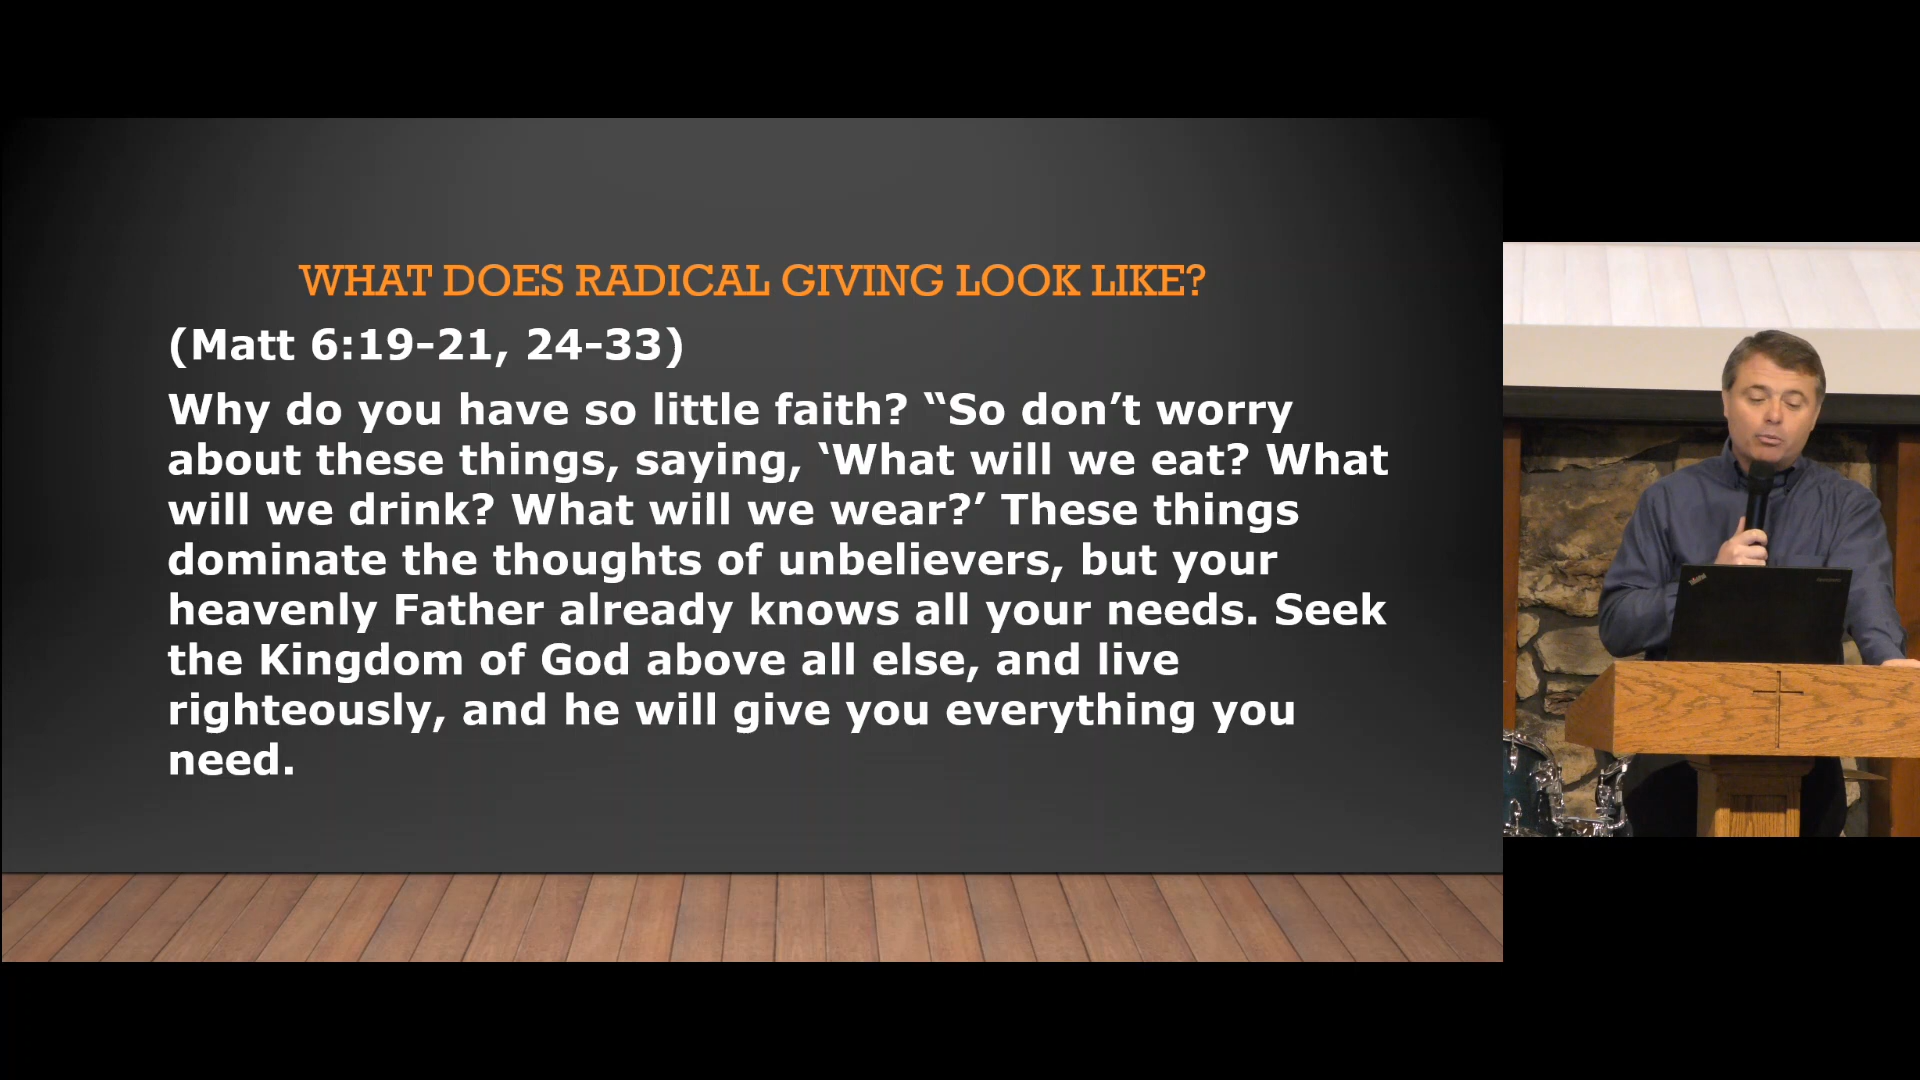 WHAT DOES RADICAL GIVING LOOK LIKE?
(Matt 6:19-21, 24-33)
Why do you have so little faith? “So don’t worry
about these things, saying, ‘What will we eat? What
will we drink? What will we wear?’ These things
dominate the thoughts of unbelievers, but your
heavenly Father already knows all your needs. Seek
the Kingdom of God above all else, and live
righteously, and he will give you everything you
need.